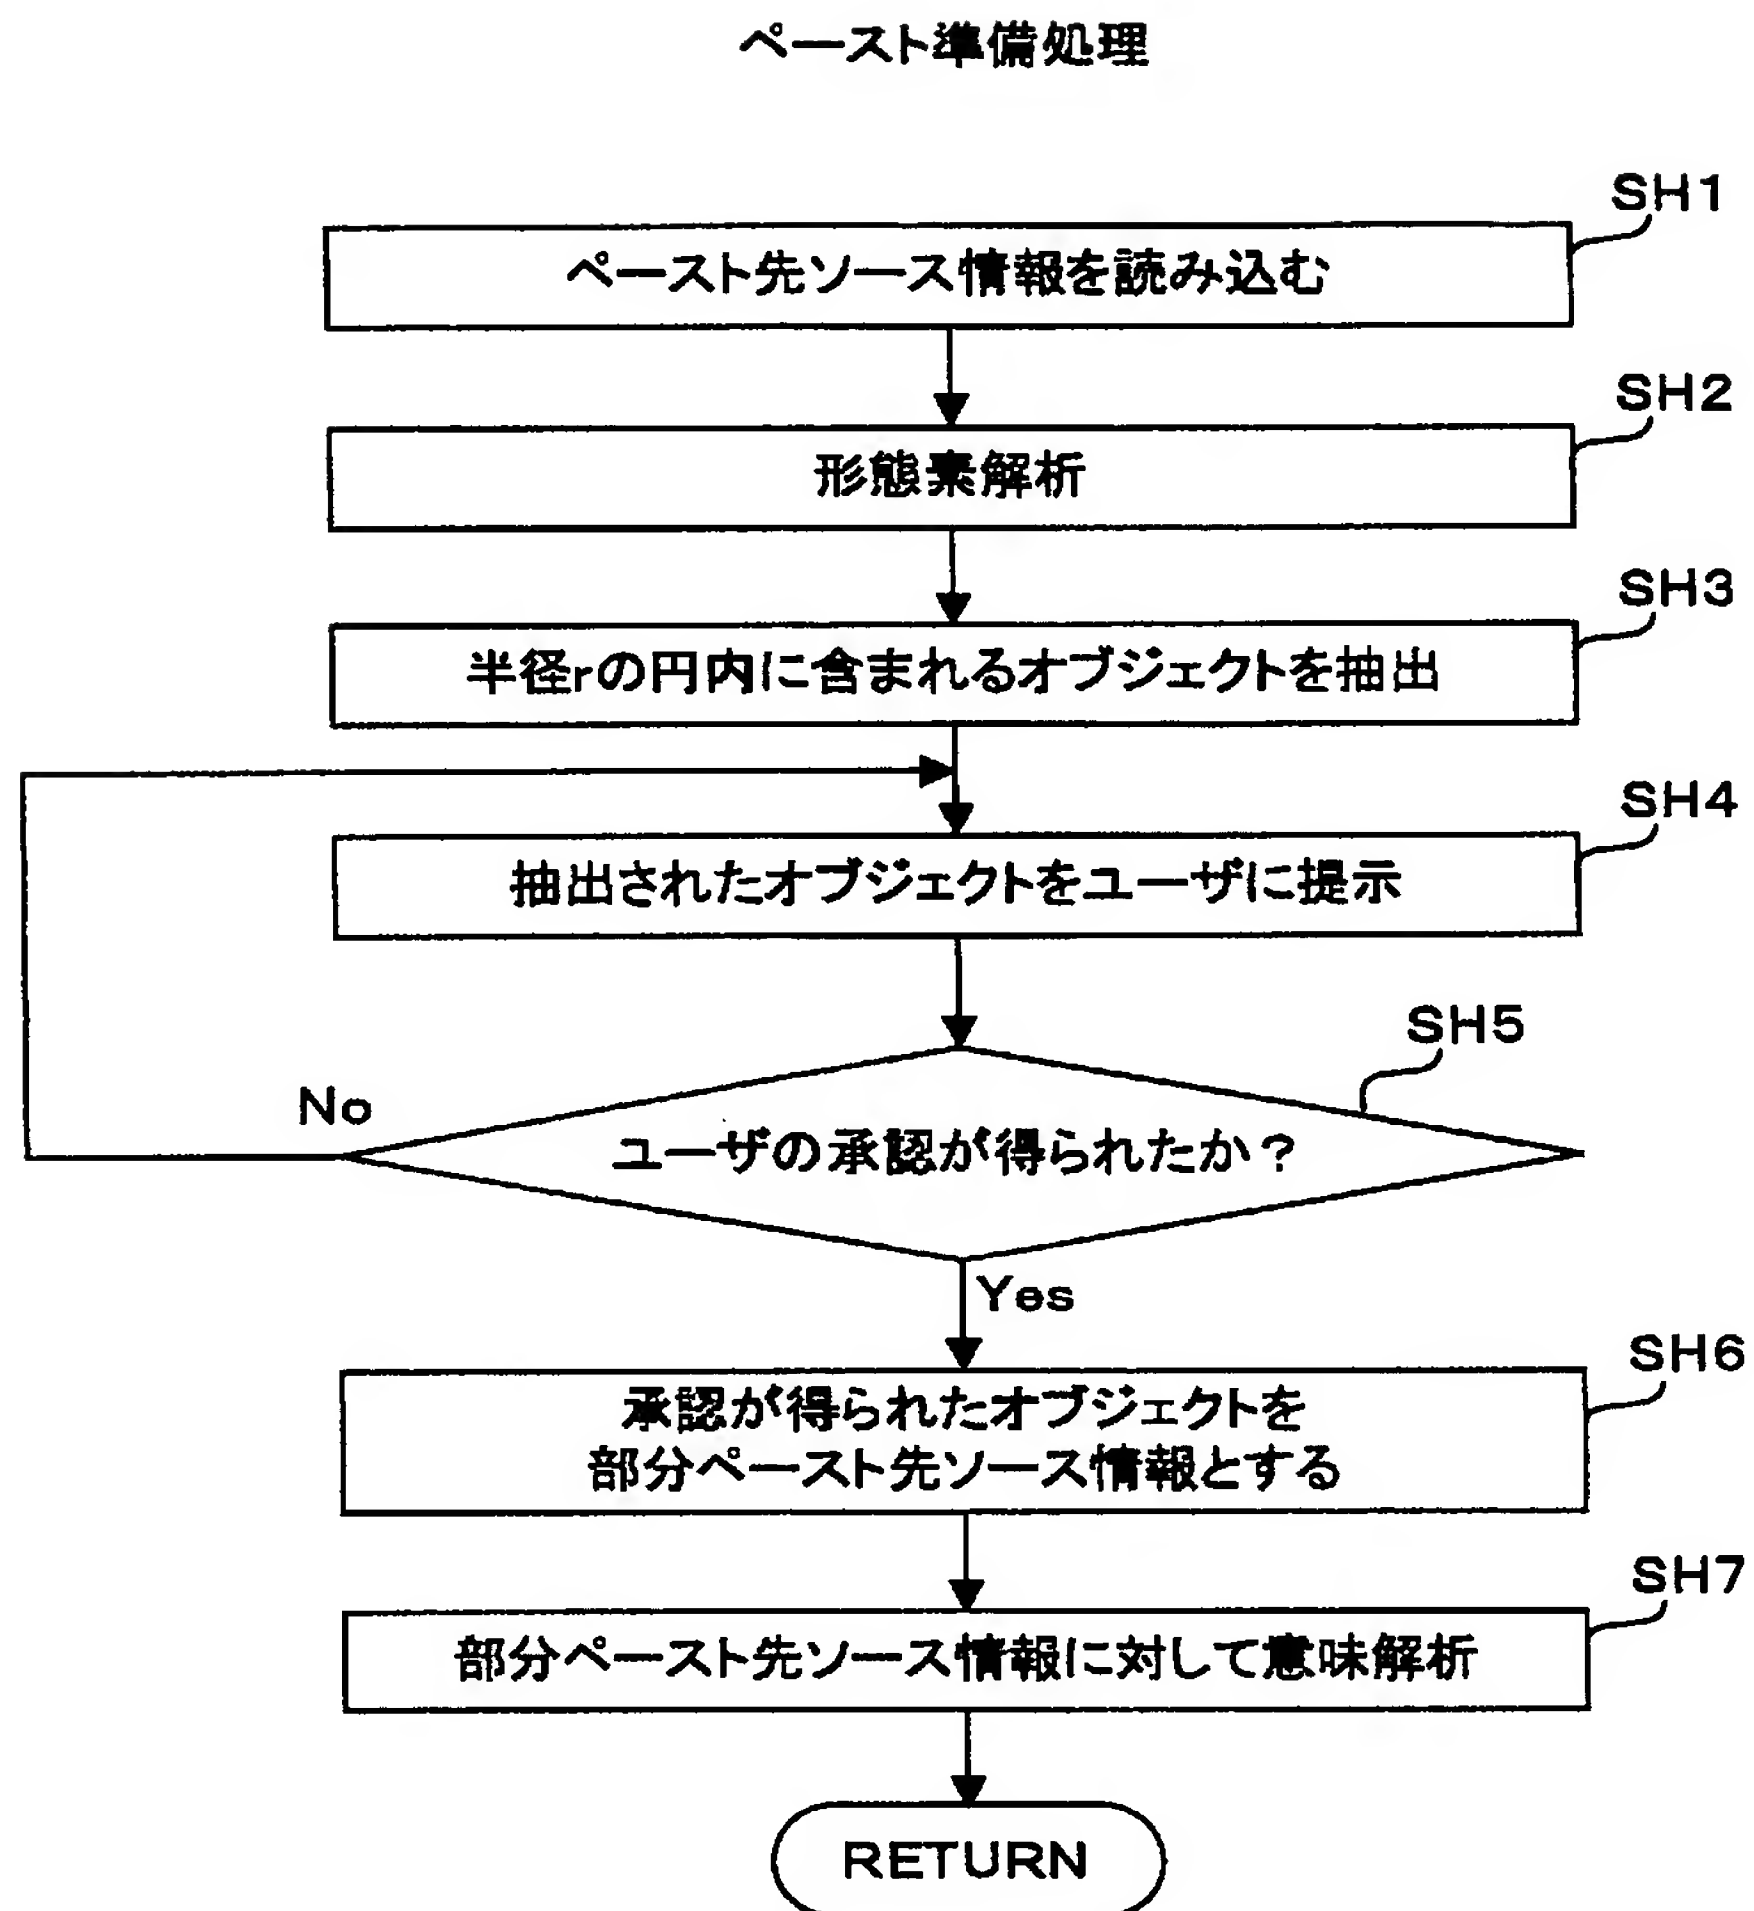 ペースト準備処理
SH1
ペースト先ソース情報を読み込む
SH2
形態素解析
SH3
半径rの円内に含まれるオブジェクトを抽出
SH4
抽出されたオブジェクトをユーザに提示
SH5
No
ユーザの承認が得られたか?
Yes
SH6
承認が得られたオブジェクトを
部分ペースト先ソース情報とする
SH7
部分ペースト先ソース情報に対して意味解析
RETURN